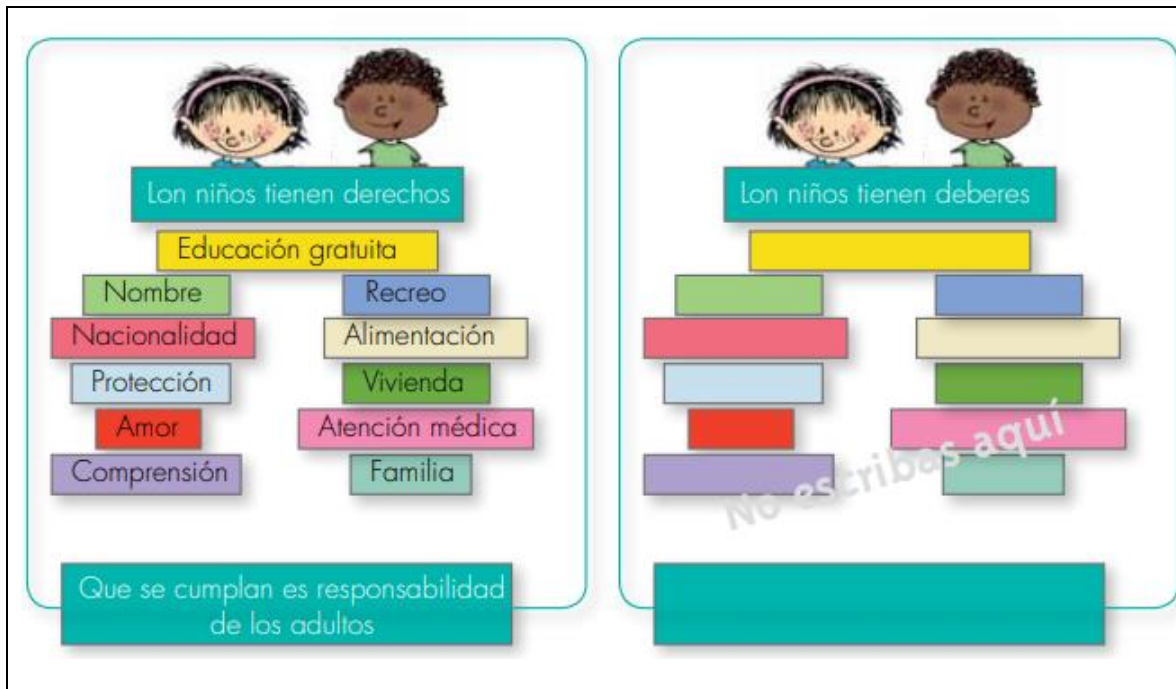 Lon niños tienen derechos
Educación gratuita
Nombre
Recreo
Nacionalidad
Alimentación
Protección
Vivienda
Amor
Atención médica
Comprensión
Familia
Que se cumplan es responsabilidad
de los adultos
Lon niños tienen deberes
No escribas aquí